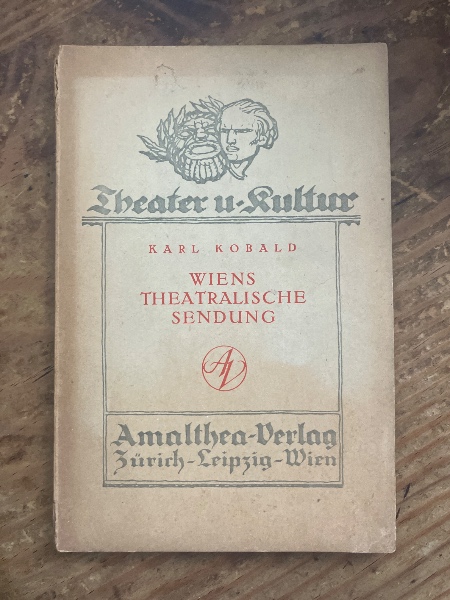 Theater u-Kultur
KARL KOBALD
WIENS
THEATRALISCHE
SENDUNG
AV
Amalthea-Verlag
Zürich-Leipzig-Wien